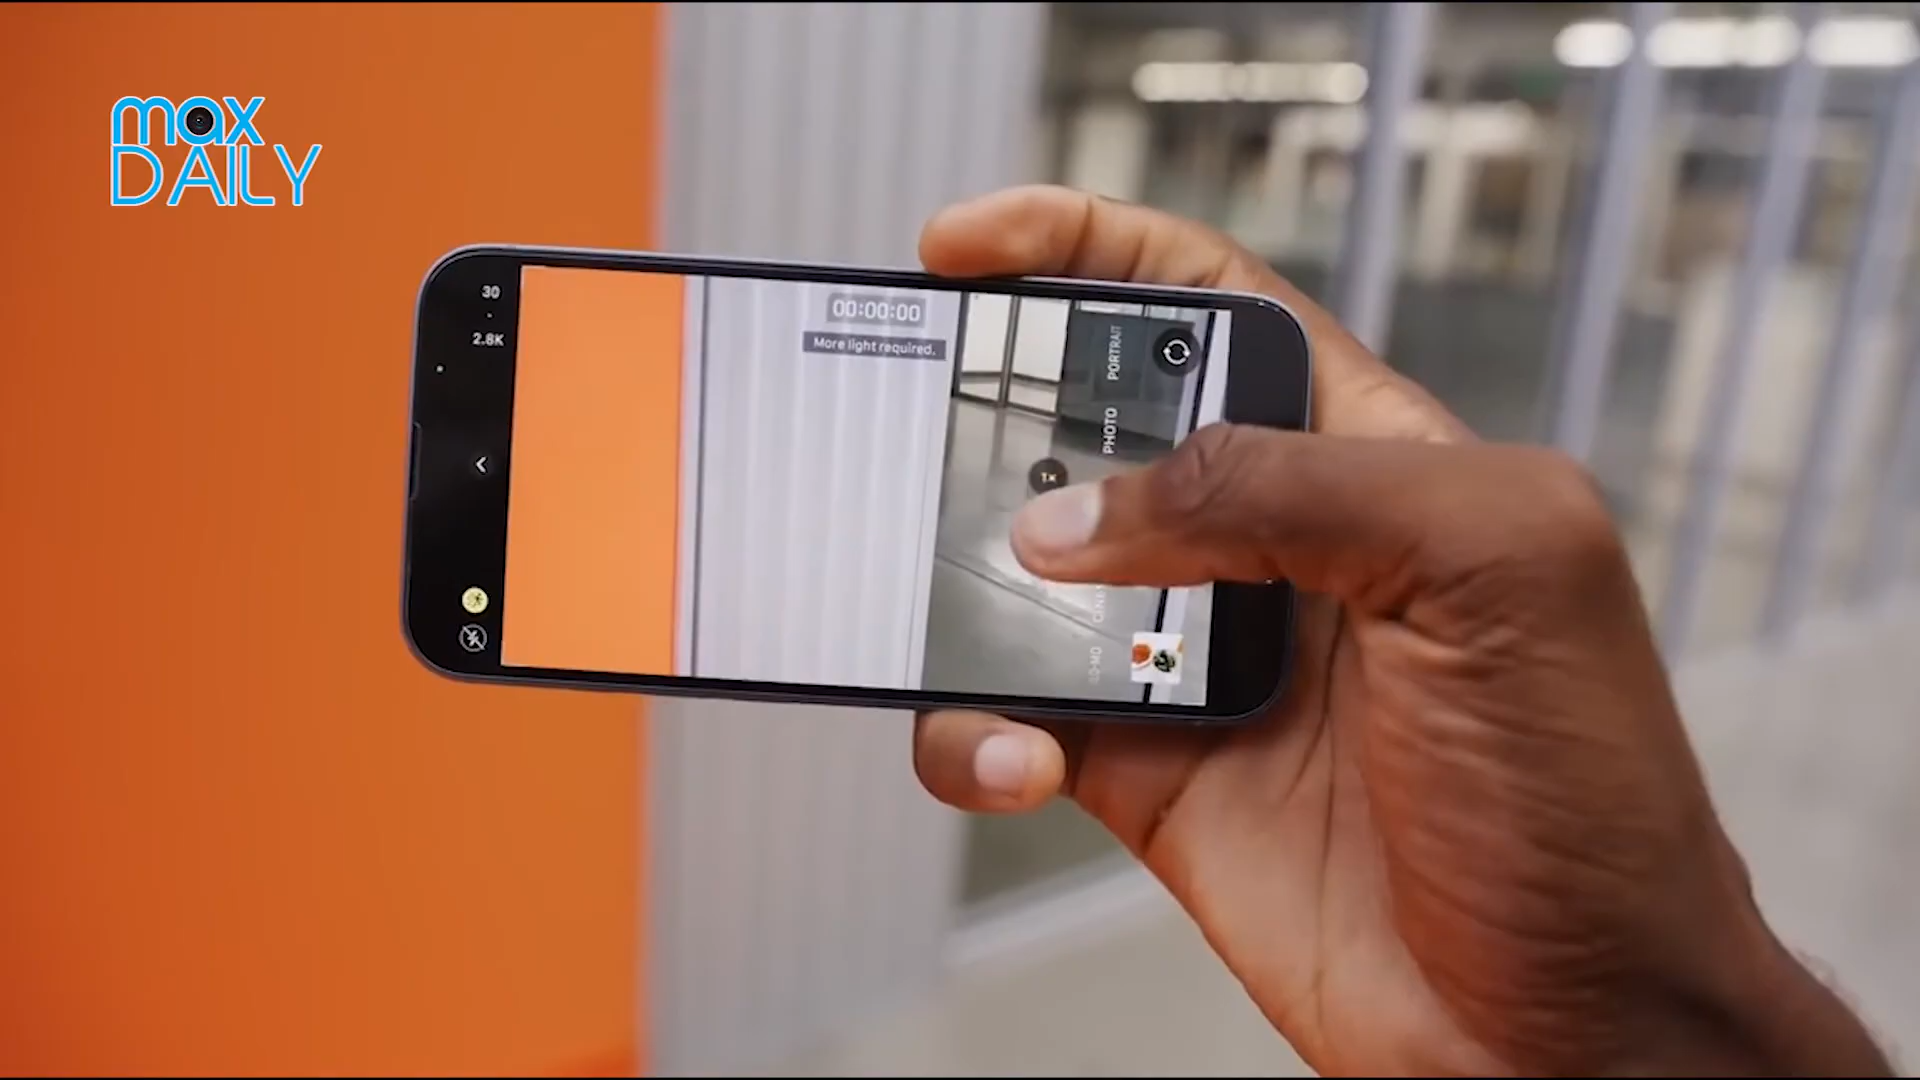 max
DAILY
30
2.8K
00:00:00
More light required.
PORTRAIT
PHOTO
1x